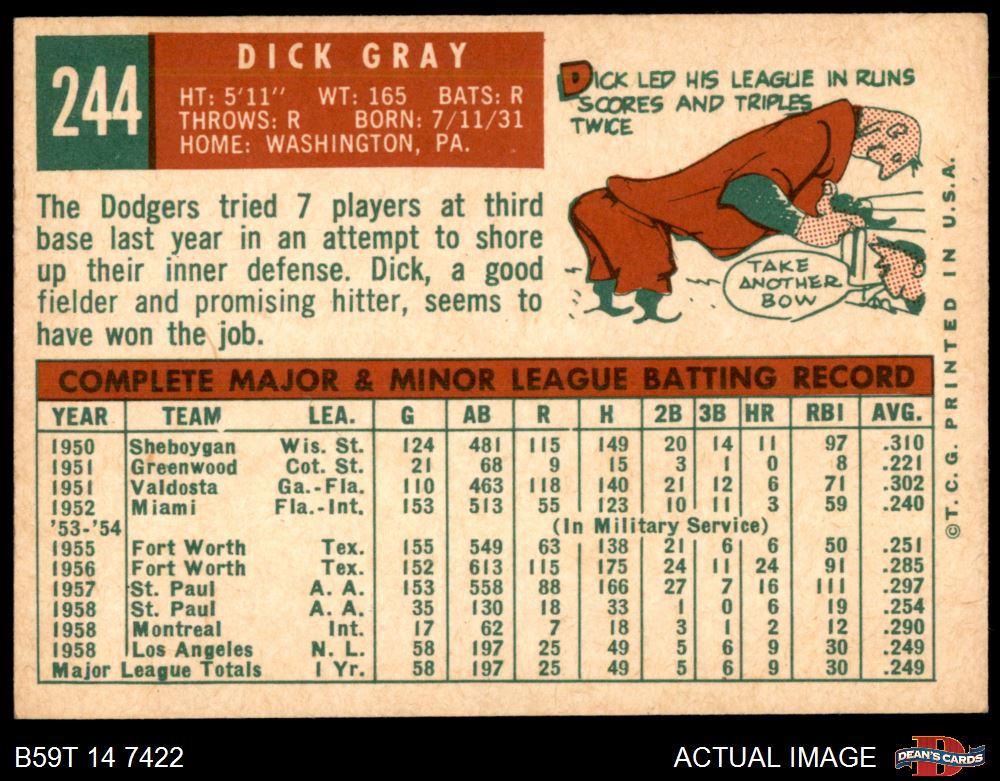 244
DICK GRAY
HT: 5'11" WT: 165 BATS: R
THROWS: R BORN: 7/11/31
HOME: WASHINGTON, PA.
DICK LED HIS LEAGUE IN RUNS
SCORES AND TRIPLES
TWICE
TAKE
ANOTHER
BOW
The Dodgers tried 7 players at third
base last year in an attempt to shore
up their inner defense. Dick, a good
fielder and promising hitter, seems to
have won the job.
©T.C.G. PRINTED IN U.S.A.
COMPLETE MAJOR & MINOR LEAGUE BATTING RECORD
YEAR TEAM LEA. G AB R H 2B 3B HR RBI AVG.
1950 Sheboygan Wis. St. 124 481 115 149 20 14 11 97 .310
1951 Greenwood Cot. St. 21 68 9 15 3 1 0 8 .221
1951 Valdosta Ga.-Fla. 110 463 118 140 21 12 6 71 .302
1952 Miami Fla.-Int. 153 513 55 123 10 11 3 59 .240
'53-'54 (In Military Service)
1955 Fort Worth Tex. 155 549 63 138 21 6 6 50 .251
1956 Fort Worth Tex. 152 613 115 175 24 11 24 91 .285
1957 St. Paul A. A. 153 558 88 166 27 7 16 111 .297
1958 St. Paul A. A. 35 130 18 33 1 0 6 19 .254
1958 Montreal Int. 17 62 7 18 3 1 2 12 .290
1958 Los Angeles N. L. 58 197 25 49 5 6 9 30 .249
Major League Totals 1 Yr. 58 197 25 49 5 6 9 30 .249
B59T 14 7422
ACTUAL IMAGE
D
DEAN'S CARDS